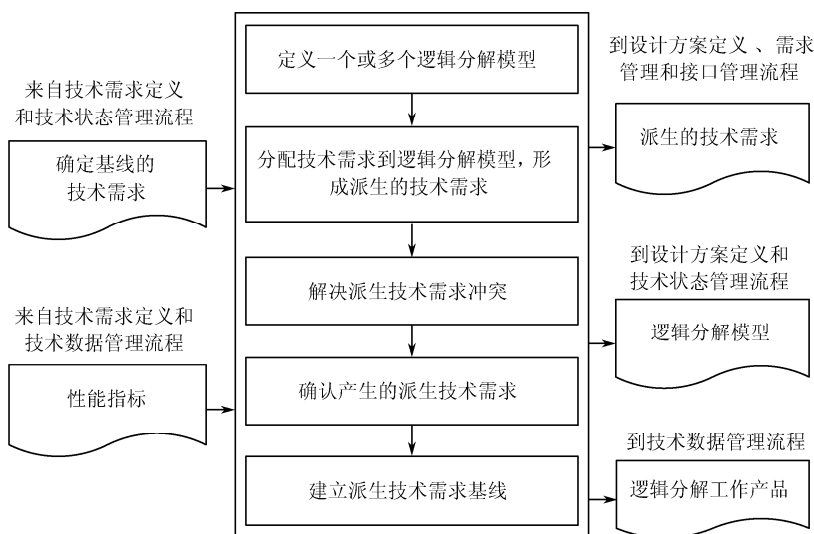 来自技术需求定义
和技术状态管理流程
确定基线的
技术需求
来自技术需求定义和
技术数据管理流程
性能指标
定义一个或多个逻辑分解模型
分配技术需求到逻辑分解模型，形
成派生的技术需求
解决派生技术需求冲突
确认产生的派生技术需求
建立派生技术需求基线
到设计方案定义、需求
管理和接口管理流程
派生的技术需求
到设计方案定义和
技术状态管理流程
逻辑分解模型
到技术数据管理流程
逻辑分解工作产品